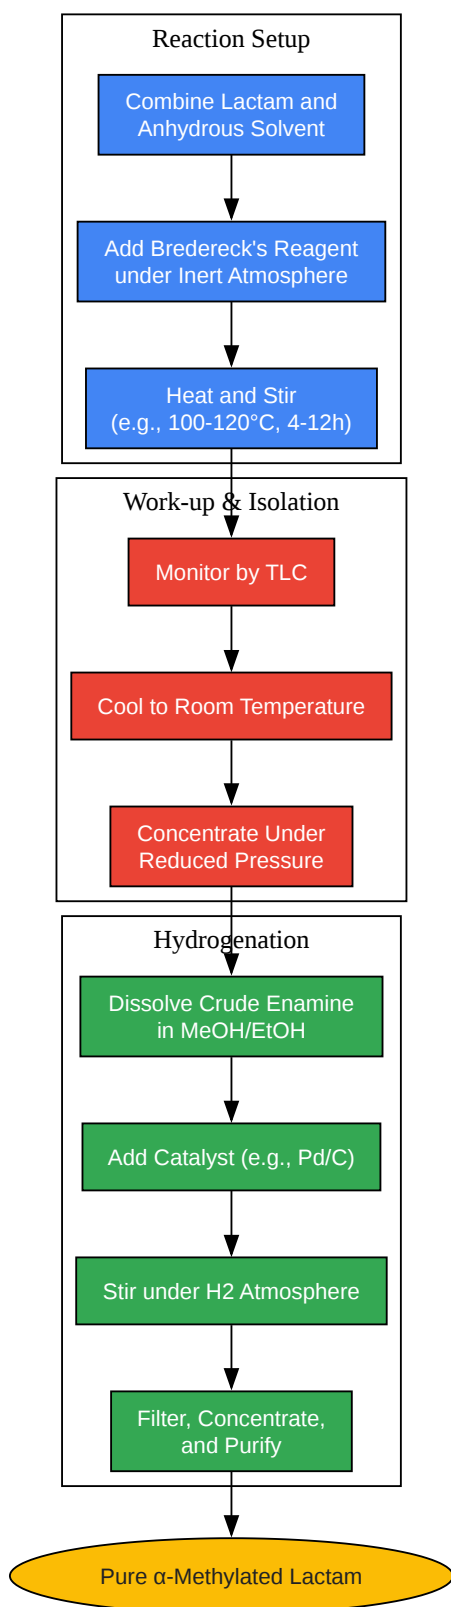 Reaction Setup
Combine Lactam and
Anhydrous Solvent
Add Bredereck's Reagent
under Inert Atmosphere
Heat and Stir
(e.g., 100-120°C, 4-12h)
Work-up & Isolation
Monitor by TLC
Cool to Room Temperature
Concentrate Under
Reduced Pressure
Hydrogenation
Dissolve Crude Enamine
in MeOH/EtOH
Add Catalyst (e.g., Pd/C)
Stir under H2 Atmosphere
Filter, Concentrate,
and Purify
Pure α-Methylated Lactam